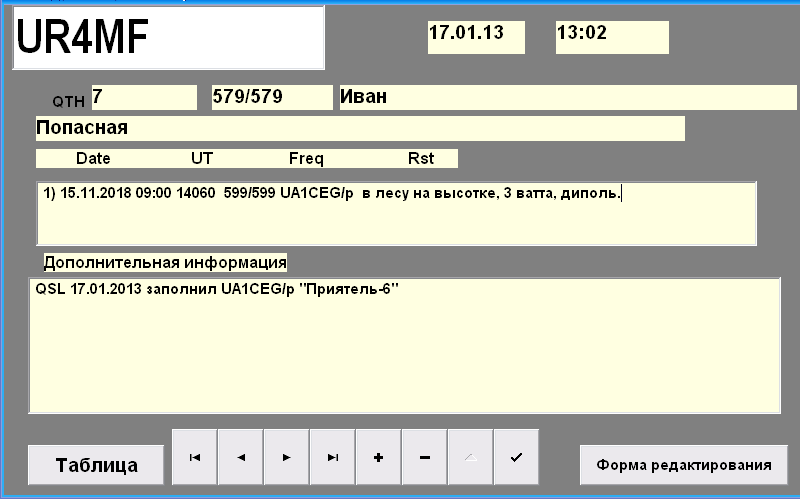 UR4MF
17.01.13 13:02
QTH 7 579/579 Иван
Попасная
Date UT Freq Rst
1) 15.11.2018 09:00 14060 599/599 UA1CEG/p в лесу на высотке, 3 ватта, диполь.
Дополнительная информация
QSL 17.01.2013 заполнил UA1CEG/p "Приятель-6"
Таблица
Форма редактирования